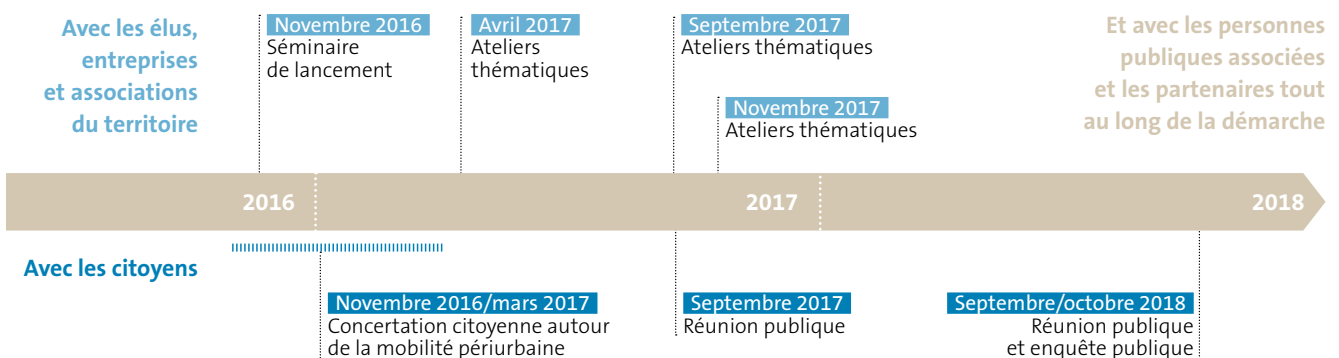 Avec les élus,
entreprises
et associations
du territoire
Novembre 2016
Séminaire
de lancement
Avril 2017
Ateliers
thématiques
Septembre 2017
Ateliers thématiques
Novembre 2017
Ateliers thématiques
Et avec les personnes
publiques associées
et les partenaires tout
au long de la démarche
2016
2017
2018
Avec les citoyens
Novembre 2016/mars 2017
Concertation citoyenne autour
de la mobilité périurbaine
Septembre 2017
Réunion publique
Septembre/octobre 2018
Réunion publique
et enquête publique